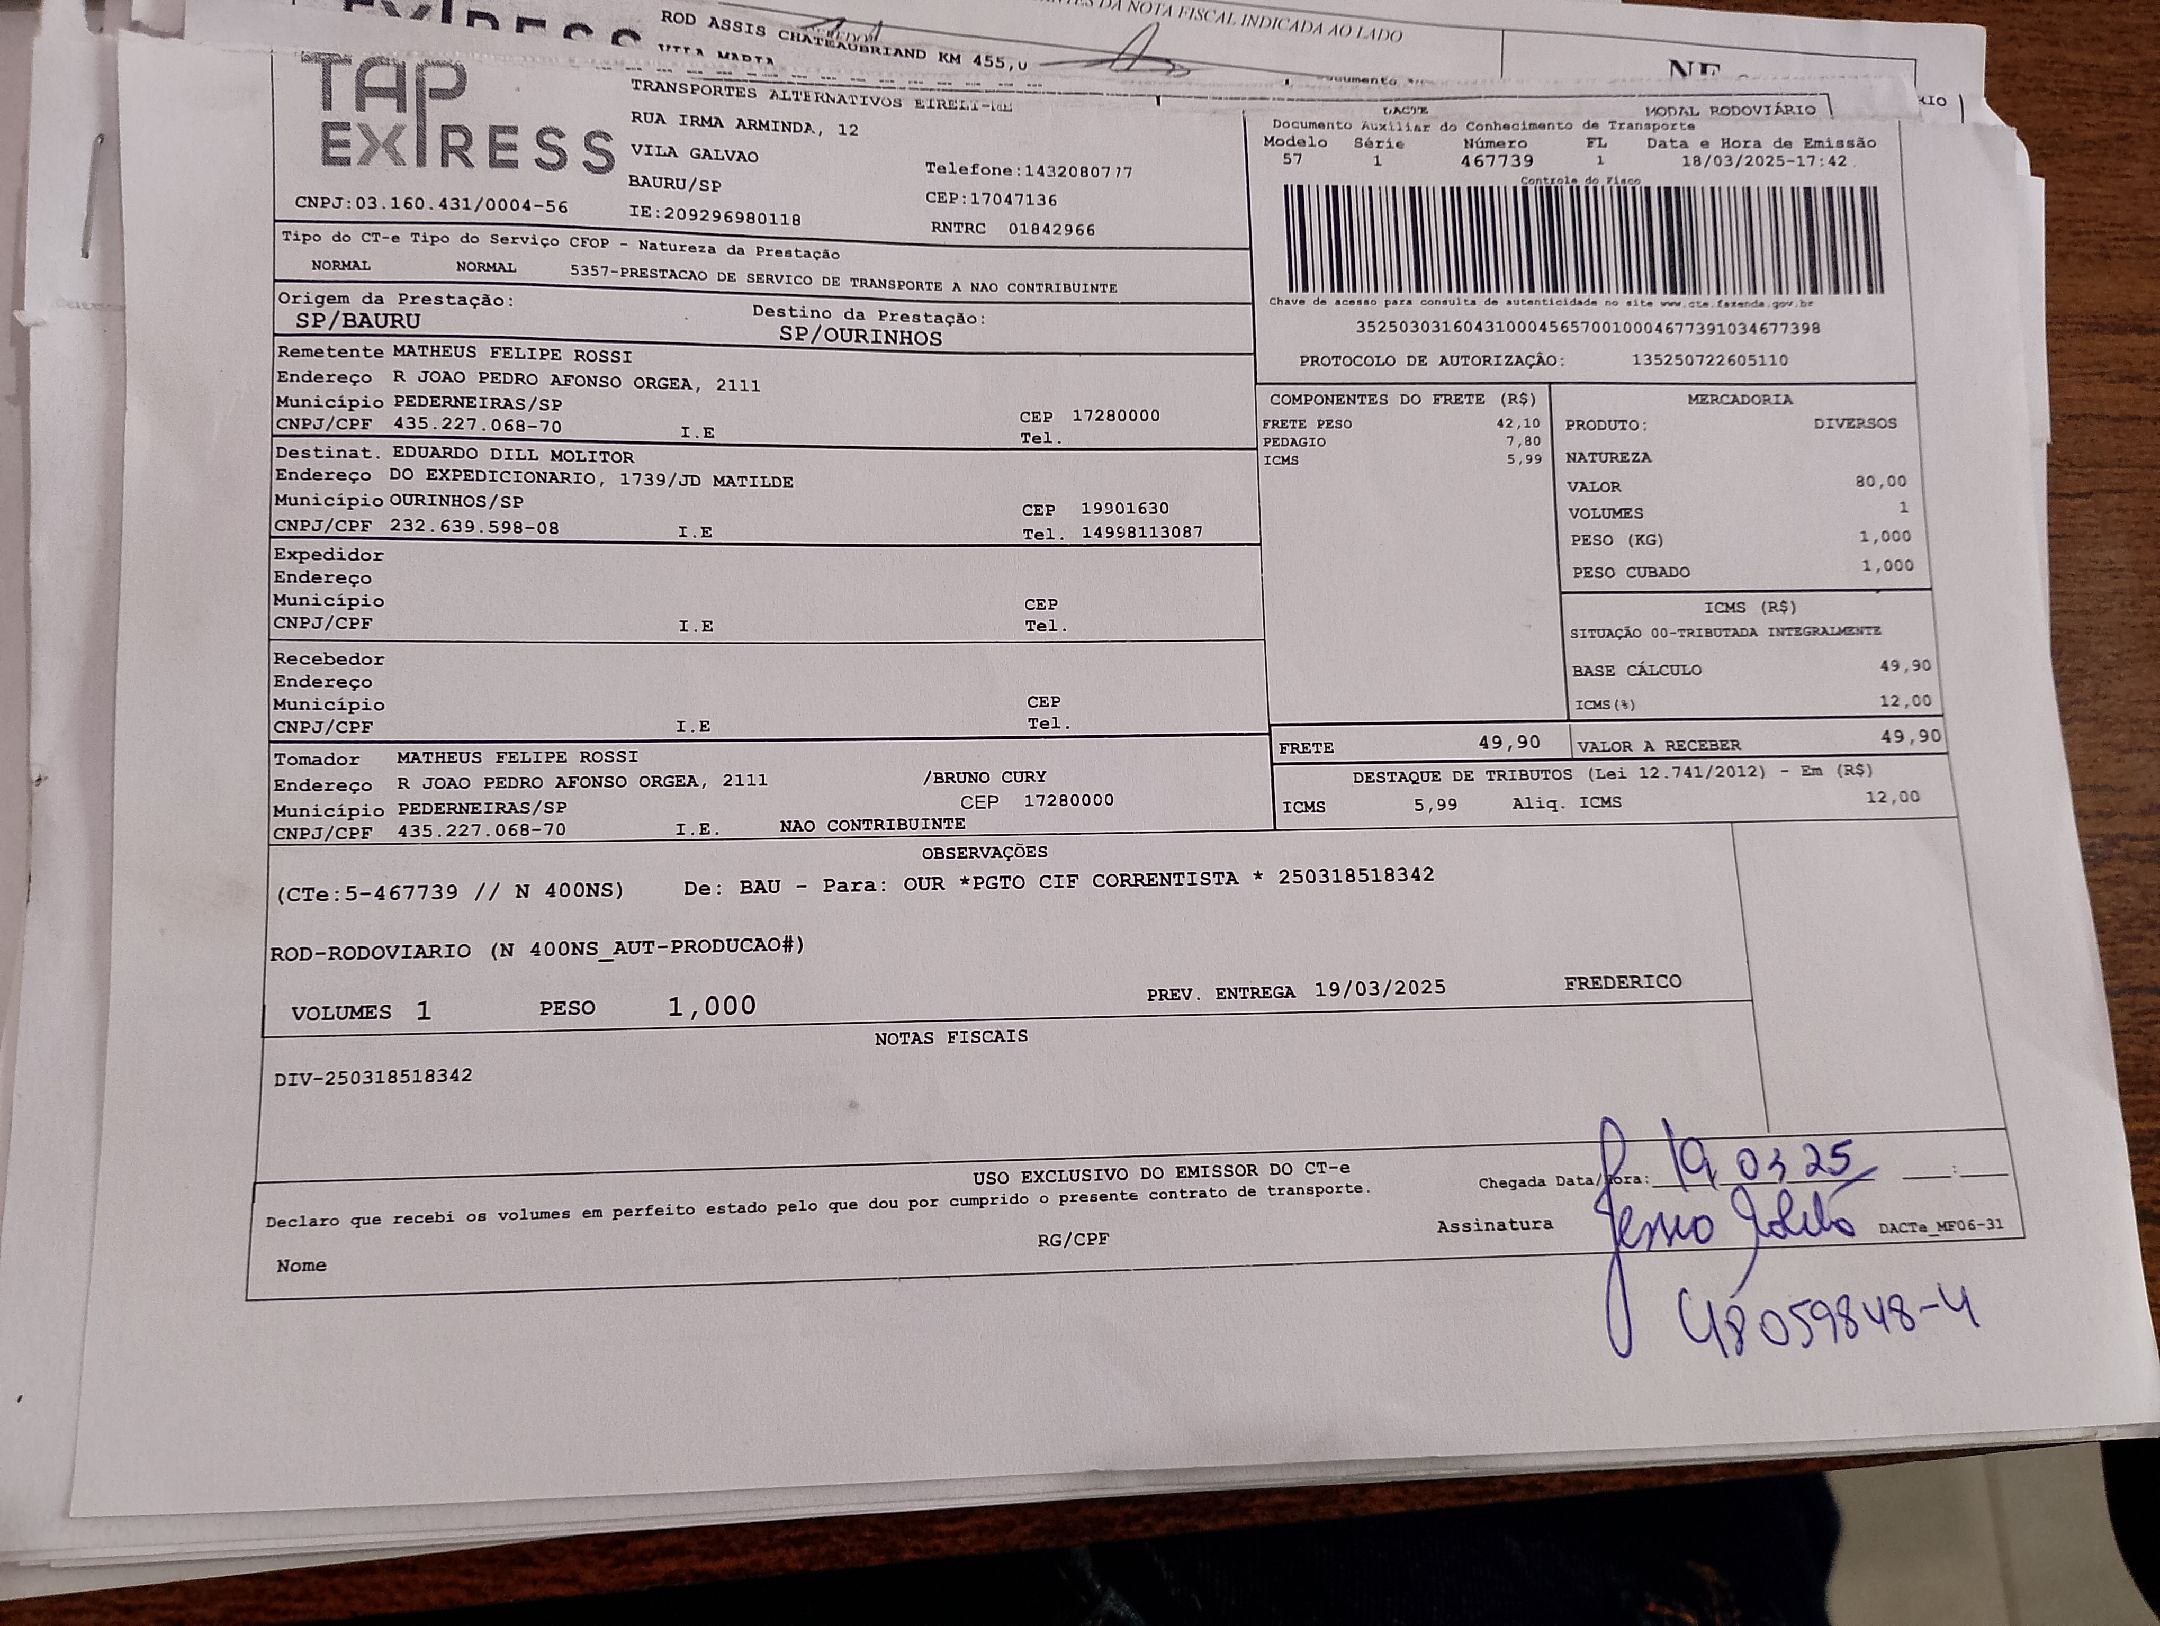 DA NOTA FISCAL INDICADA AO LADO
ROD ASSIS CHATEAUBRIAND KM 455,0
TAP
EXPRESS
CNPJ:03.160.431/0004-56
TRANSPORTES ALTERNATIVOS EIRELI
RUA IRMA ARMINDA, 12
VILA GALVAO
BAURU/SP
IE:209296980118
Telefone:1432080777
CEP:17047136
RNTRC 01842966
DACTE MODAL RODOVIÁRIO
Documento Auxiliar do Conhecimento de Transporte
Modelo Série Número FL Data e Hora de Emissão
57 1 467739 1 18/03/2025-17:42
Controle do Fisco
Chave de acesso para consulta de autenticidade no site www.cte.fazenda.gov.br
35250303160431000456570010004677391034677398
PROTOCOLO DE AUTORIZAÇÃO: 135250722605110
Tipo do CT-e Tipo do Serviço CFOP - Natureza da Prestação
NORMAL NORMAL 5357-PRESTACAO DE SERVICO DE TRANSPORTE A NAO CONTRIBUINTE
Origem da Prestação: Destino da Prestação:
SP/BAURU SP/OURINHOS
Remetente MATHEUS FELIPE ROSSI
Endereço R JOAO PEDRO AFONSO ORGEA, 2111
Município PEDERNEIRAS/SP CEP 17280000
CNPJ/CPF 435.227.068-70 I.E Tel.
Destinat. EDUARDO DILL MOLITOR
Endereço DO EXPEDICIONARIO, 1739/JD MATILDE
Município OURINHOS/SP CEP 19901630
CNPJ/CPF 232.639.598-08 I.E Tel. 14998113087
Expedidor
Endereço
Município CEP
CNPJ/CPF I.E Tel.
Recebedor
Endereço
Município CEP
CNPJ/CPF I.E Tel.
Tomador MATHEUS FELIPE ROSSI
Endereço R JOAO PEDRO AFONSO ORGEA, 2111 /BRUNO CURY
Município PEDERNEIRAS/SP CEP 17280000
CNPJ/CPF 435.227.068-70 I.E. NAO CONTRIBUINTE
COMPONENTES DO FRETE (R$)
FRETE PESO 42,10
PEDAGIO 7,80
ICMS 5,99
MERCADORIA
PRODUTO: DIVERSOS
NATUREZA
VALOR 80,00
VOLUMES 1
PESO (KG) 1,000
PESO CUBADO 1,000
ICMS (R$)
SITUAÇÃO 00-TRIBUTADA INTEGRALMENTE
BASE CÁLCULO 49,90
ICMS(%) 12,00
FRETE 49,90 VALOR A RECEBER 49,90
DESTAQUE DE TRIBUTOS (Lei 12.741/2012) - Em (R$)
ICMS 5,99 Aliq. ICMS 12,00
OBSERVAÇÕES
(CTe:5-467739 // N 400NS) De: BAU - Para: OUR *PGTO CIF CORRENTISTA * 250318518342
ROD-RODOVIARIO (N 400NS_AUT-PRODUCAO#)
VOLUMES 1 PESO 1,000 PREV. ENTREGA 19/03/2025 FREDERICO
NOTAS FISCAIS
DIV-250318518342
USO EXCLUSIVO DO EMISSOR DO CT-e
Declaro que recebi os volumes em perfeito estado pelo que dou por cumprido o presente contrato de transporte.
Chegada Data/Hora: 19 03 25 __:__
Nome RG/CPF Assinatura DACTe_MF06-31
48059848-4